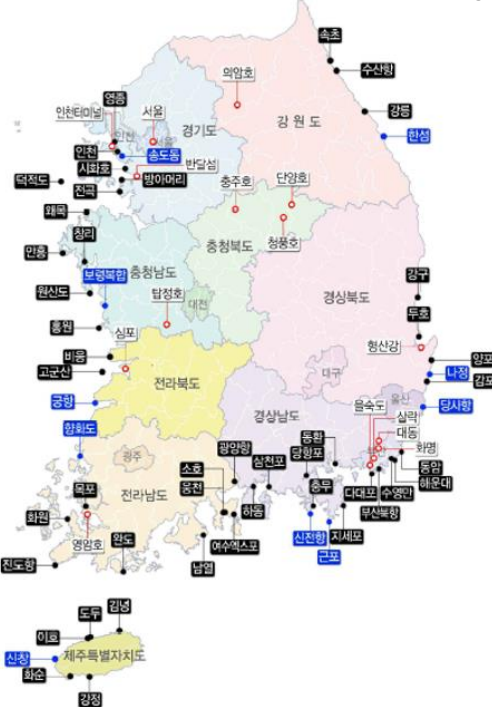 속초
수산항
의암호
영종
인천터미널
서울
경기도
강원도
강릉
인천
서울
한섬
인천
송도동
시화호
반달섬
방아머리
덕적도
전곡
충주호
단양호
왜목
창리
만흥
충청북도
청풍호
보령복합
충청남도
강구
원산도
탑정호
대전
경상북도
두호
홍원
심포
형산강
비응
양포
고군산
전라북도
대구
나정
감포
궁항
울산
경상남도
을숙도
당사항
삼락
향화도
대동
광양항
동환
화명
광주
소호
삼천포
당항포
동암
목포
전라남도
웅천
충무
다대포
수영만
해운대
화원
하동
부산북항
영암호
완도
여수엑스포
신전항
지세포
진도항
남열
근포
김녕
도두
이호
신창
제주특별자치도
화순
강정